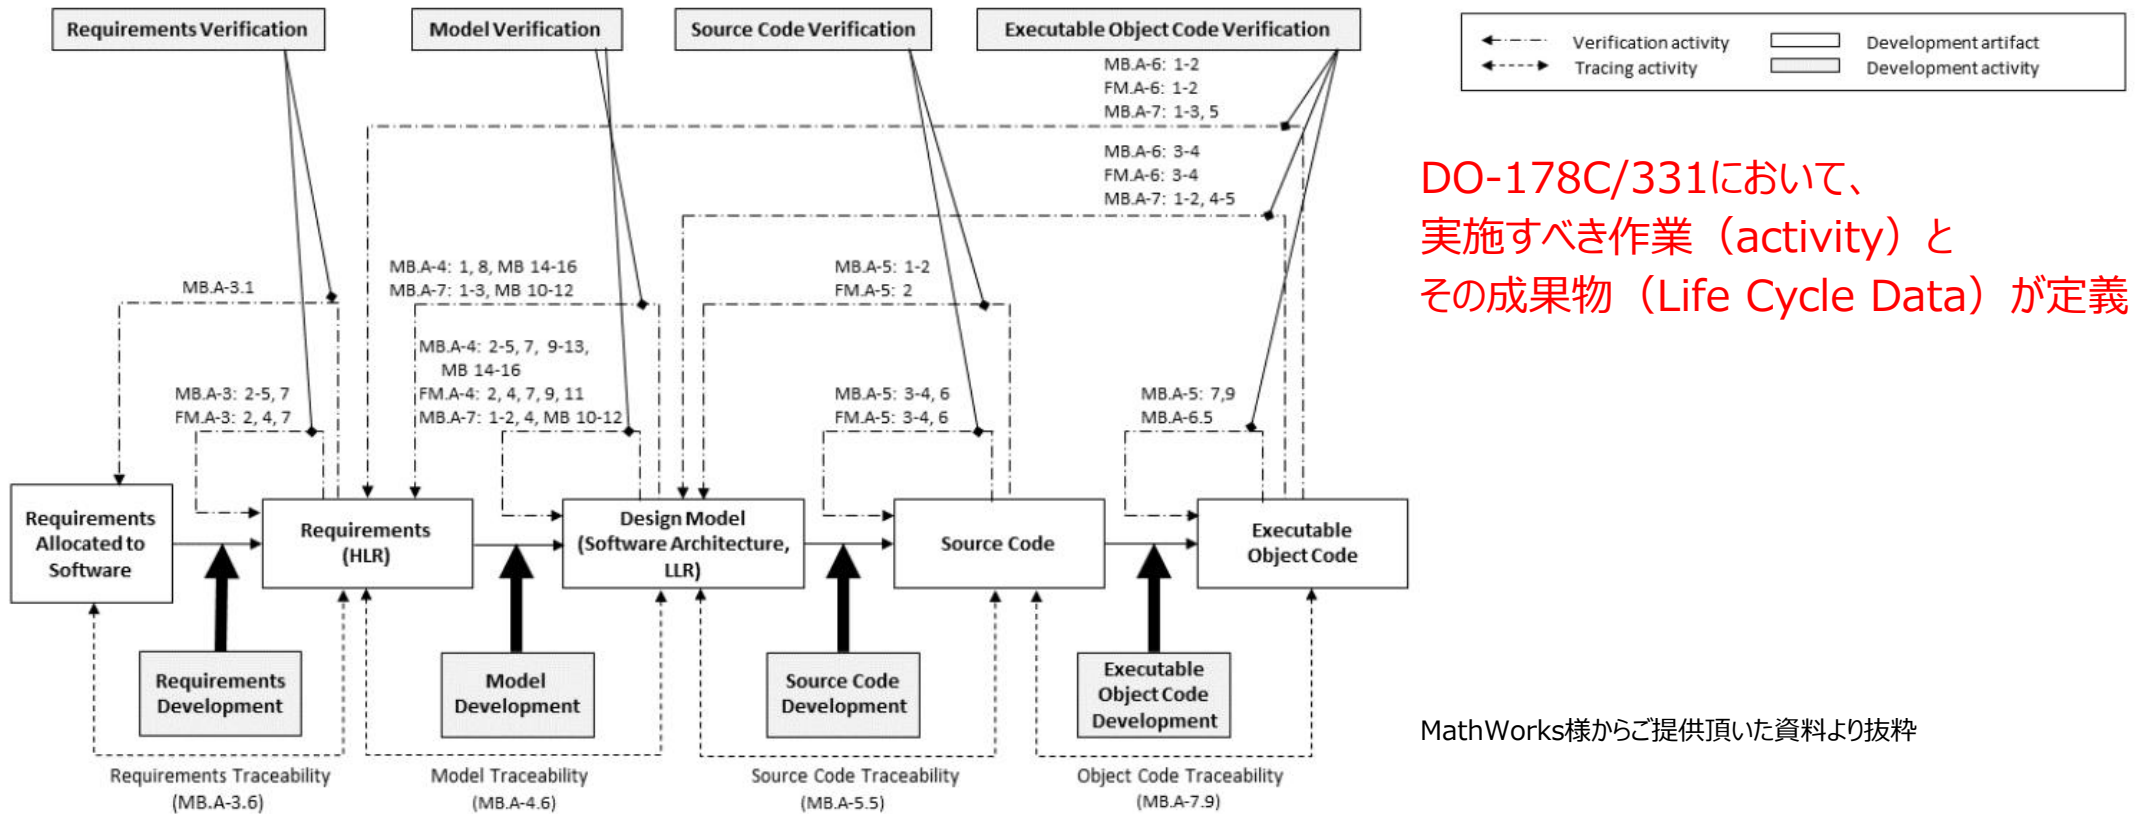 Requirements Verification
Model Verification
Source Code Verification
Executable Object Code Verification
Verification activity
Development artifact
Tracing activity
Development activity
MB.A-6: 1-2
FM.A-6: 1-2
MB.A-7: 1-3, 5
MB.A-6: 3-4
FM.A-6: 3-4
MB.A-7: 1-2, 4-5
DO-178C/331において、
実施すべき作業（activity）と
その成果物（Life Cycle Data）が定義
MB.A-3.1
MB.A-4: 1, 8, MB 14-16
MB.A-7: 1-3, MB 10-12
MB.A-5: 1-2
FM.A-5: 2
MB.A-3: 2-5, 7
FM.A-3: 2, 4, 7
MB.A-4: 2-5, 7, 9-13,
MB 14-16
FM.A-4: 2, 4, 7, 9, 11
MB.A-7: 1-2, 4, MB 10-12
MB.A-5: 3-4, 6
FM.A-5: 3-4, 6
MB.A-5: 7,9
MB.A-6.5
Requirements
Allocated to
Software
Requirements
(HLR)
Design Model
(Software Architecture,
LLR)
Source Code
Executable
Object Code
Requirements
Development
Model
Development
Source Code
Development
Executable
Object Code
Development
MathWorks様からご提供頂いた資料より抜粋
Requirements Traceability
(MB.A-3.6)
Model Traceability
(MB.A-4.6)
Source Code Traceability
(MB.A-5.5)
Object Code Traceability
(MB.A-7.9)